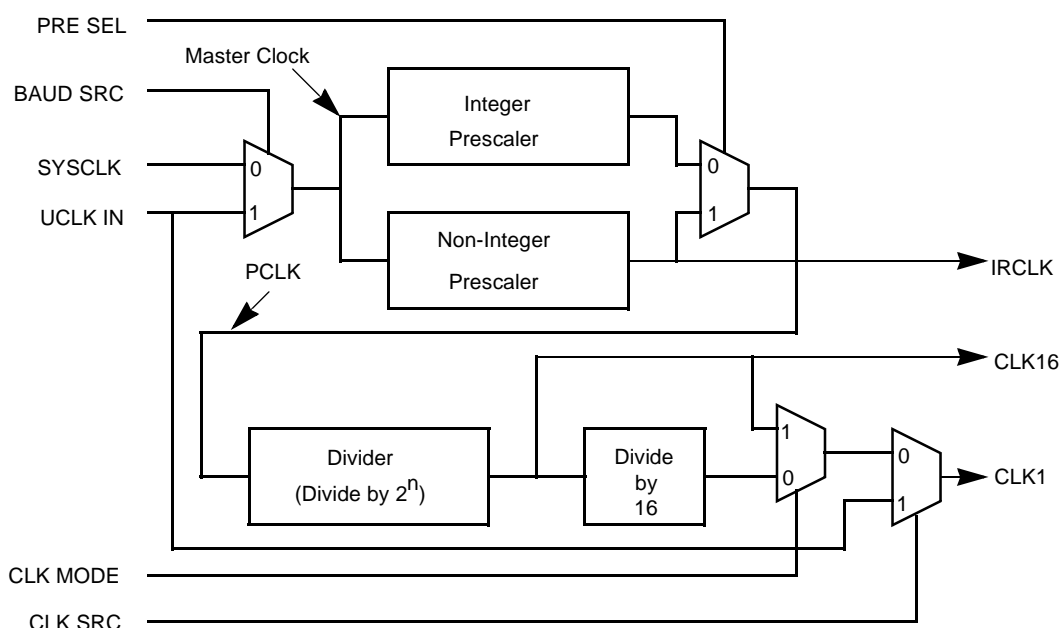 PRE SEL
Master Clock
BAUD SRC
Integer
Prescaler
SYSCLK
0
0
UCLK IN
1
1
Non-Integer
Prescaler
PCLK
IRCLK
CLK16
1
Divider
(Divide by 2n)
Divide
by
16
0
0
1
CLK1
CLK MODE
CLK SRC